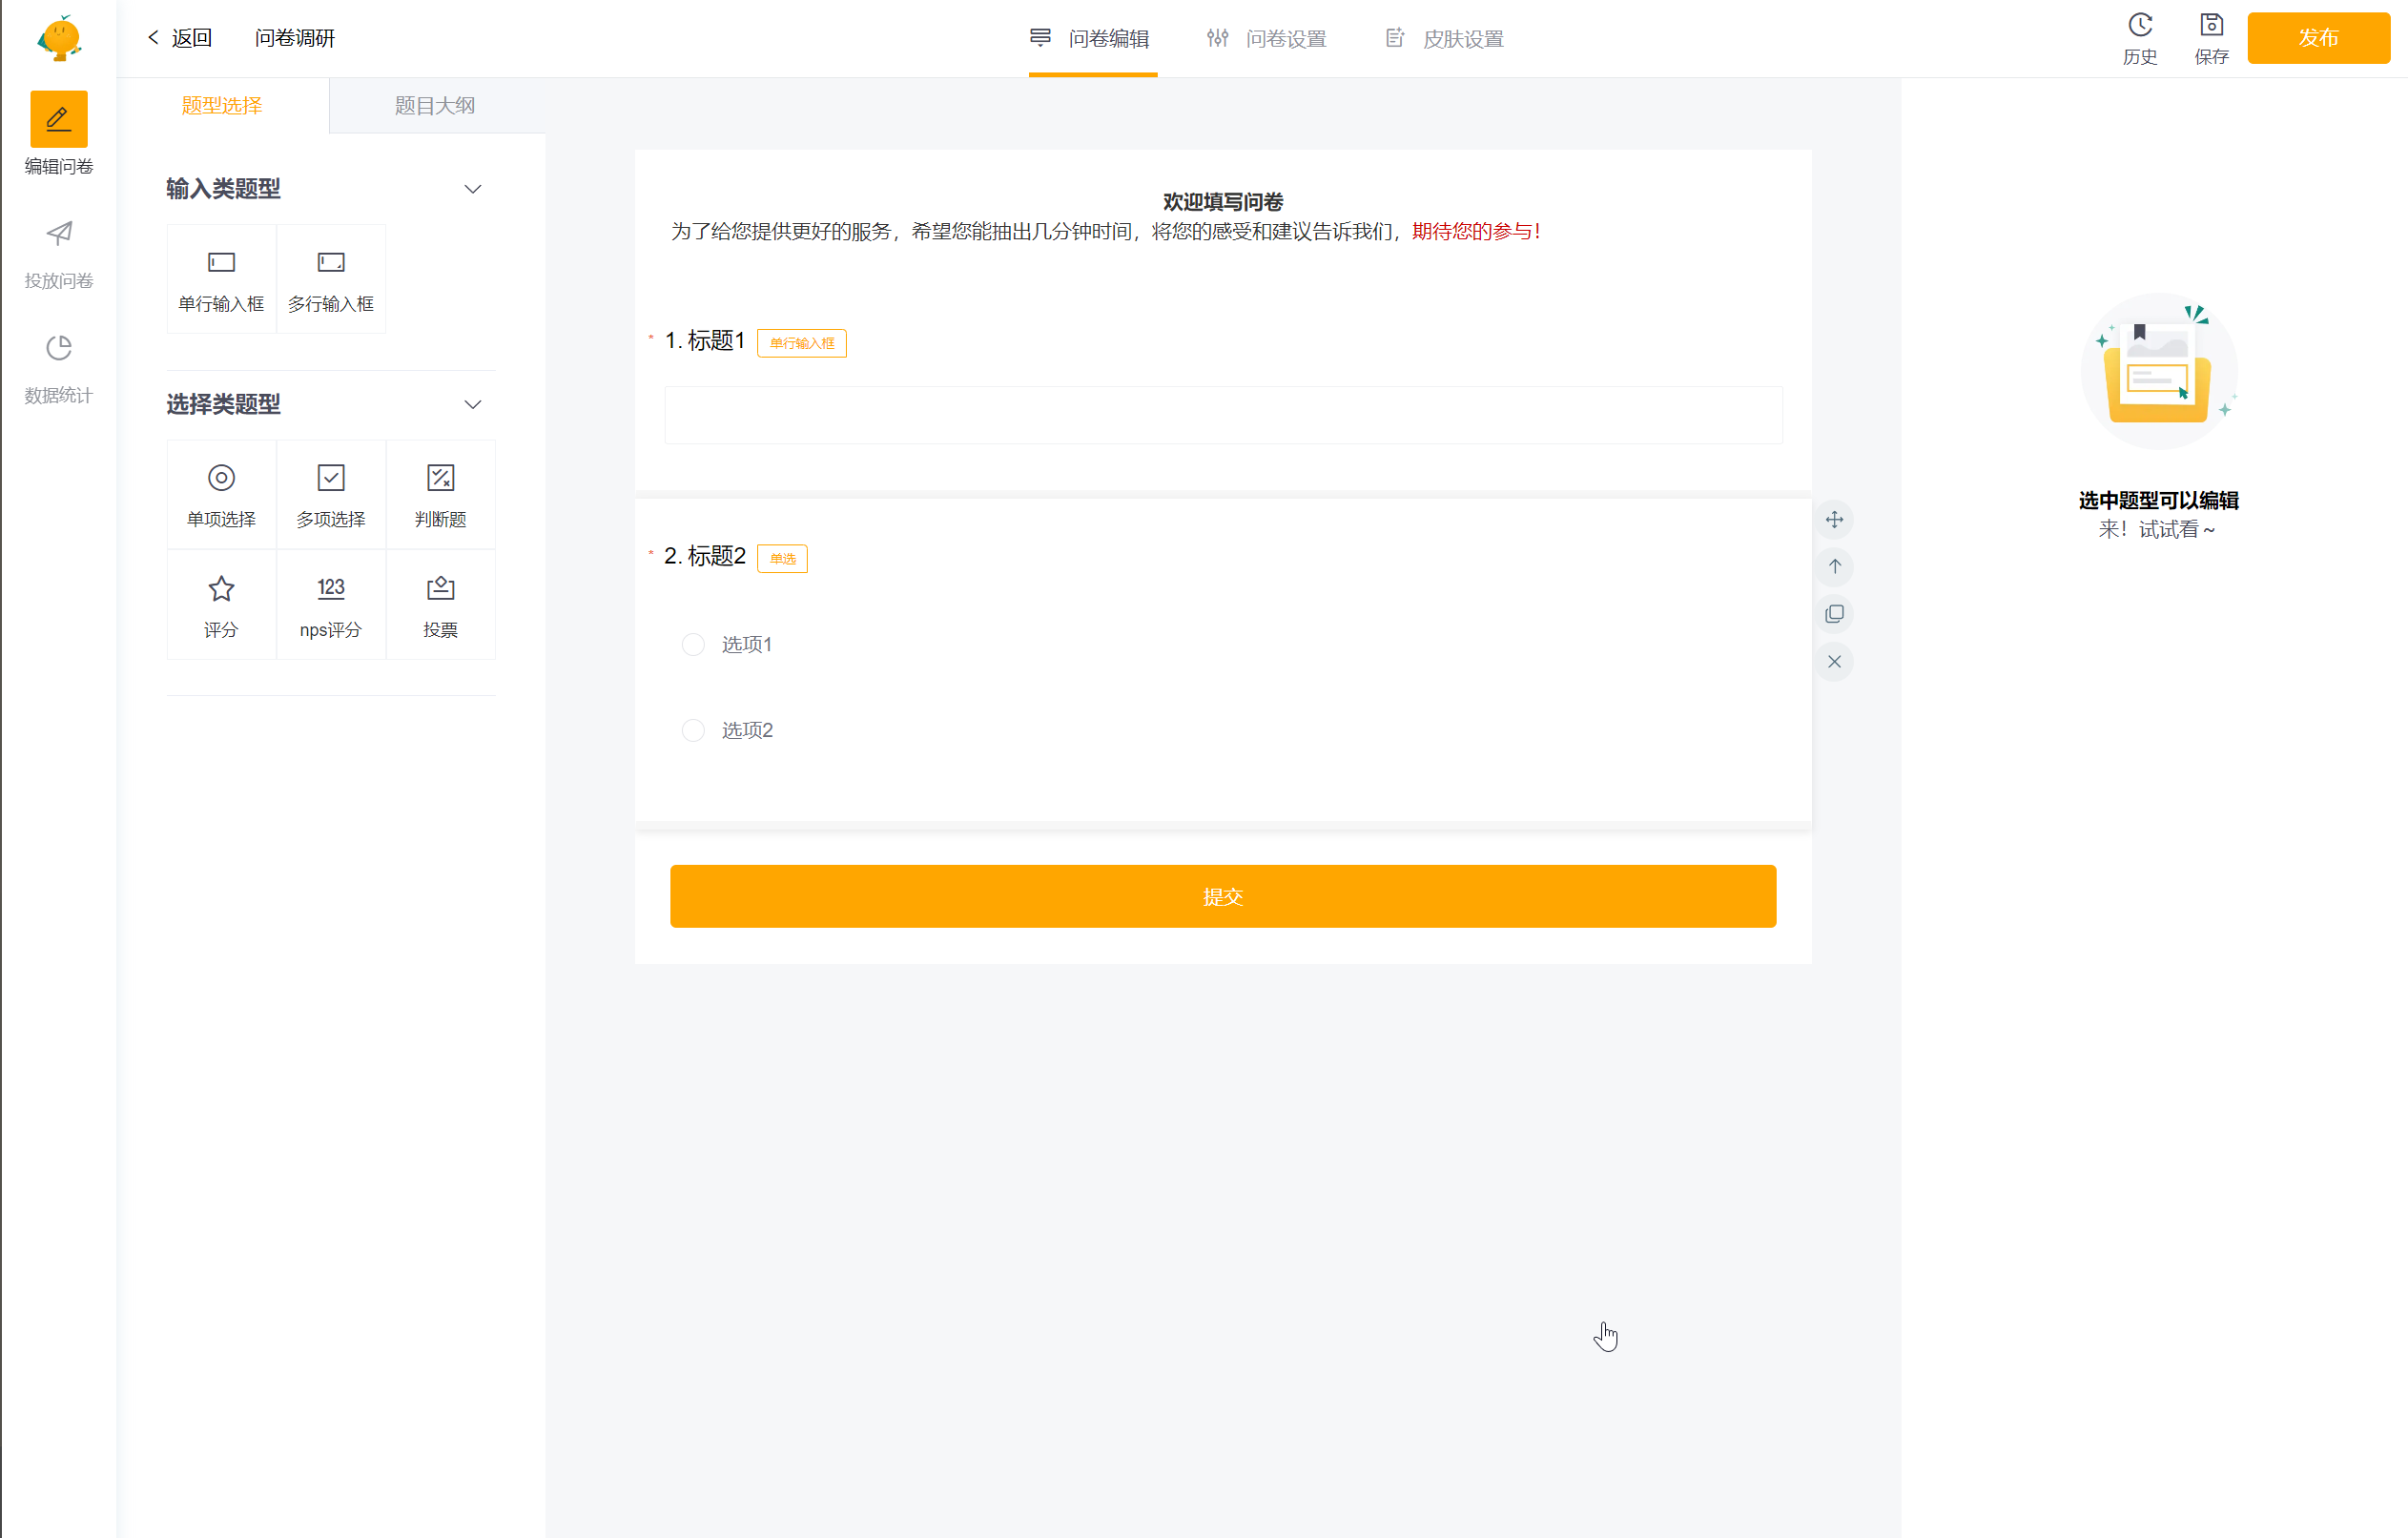 返回
问卷调研
问卷编辑
问卷设置
皮肤设置
历史
保存
发布
编辑问卷
投放问卷
数据统计
题型选择
题目大纲
输入类题型
单行输入框
多行输入框
选择类题型
单项选择
多项选择
判断题
123
评分
nps评分
投票
欢迎填写问卷
为了给您提供更好的服务，希望您能抽出几分钟时间，将您的感受和建议告诉我们，期待您的参与！
* 1. 标题1 单行输入框
* 2. 标题2 单选
选项1
选项2
提交
选中题型可以编辑
来！试试看～